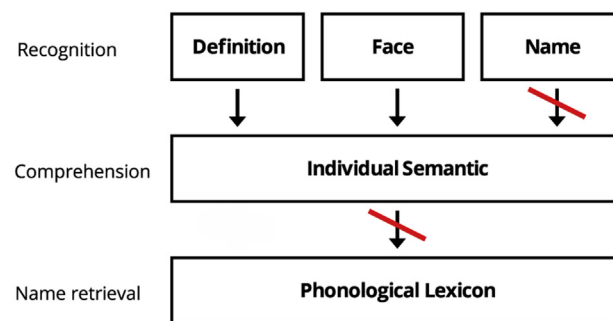 Recognition
Definition
Face
Name
Comprehension
Individual Semantic
Name retrieval
Phonological Lexicon